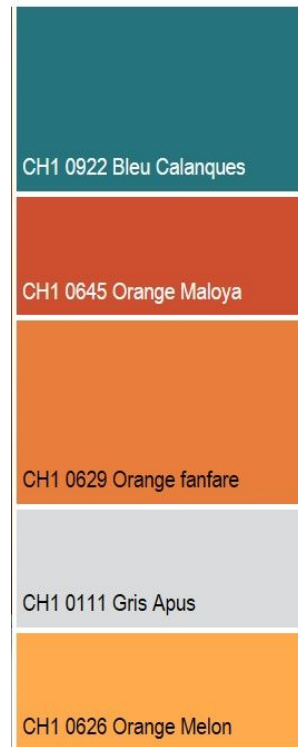 CH1 0922 Bleu Calanques
CH1 0645 Orange Maloya
CH1 0629 Orange fanfare
CH1 0111 Gris Apus
CH1 0626 Orange Melon